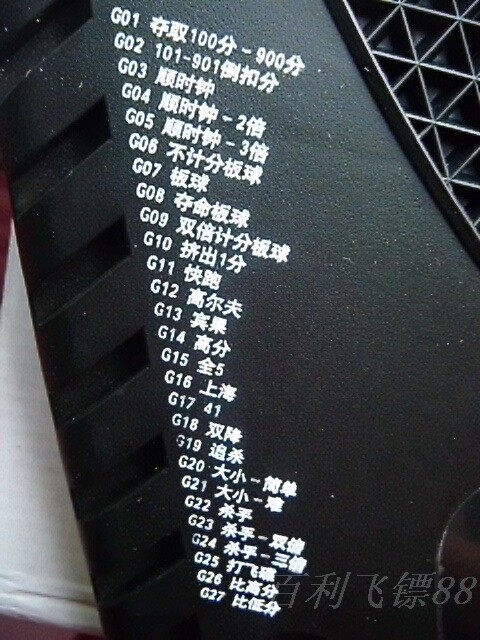 G01 夺取100分-900分
G02 101-901倒扣分
G03 顺时钟
G04 顺时钟-2倍
G05 顺时钟-3倍
G06 不计分板球
G07 板球
G08 夺命板球
G09 双倍计分板球
G10 挤出1分
G11 快跑
G12 高尔夫
G13 宾果
G14 高分
G15 全5
G16 上海
G17 41
G18 双降
G19 追杀
G20 大小-简单
G21 大小-难
G22 杀手
G23 杀手-双倍
G24 杀手-三倍
G25 打飞碟
G26 比高分
G27 比低分
百利飞镖88